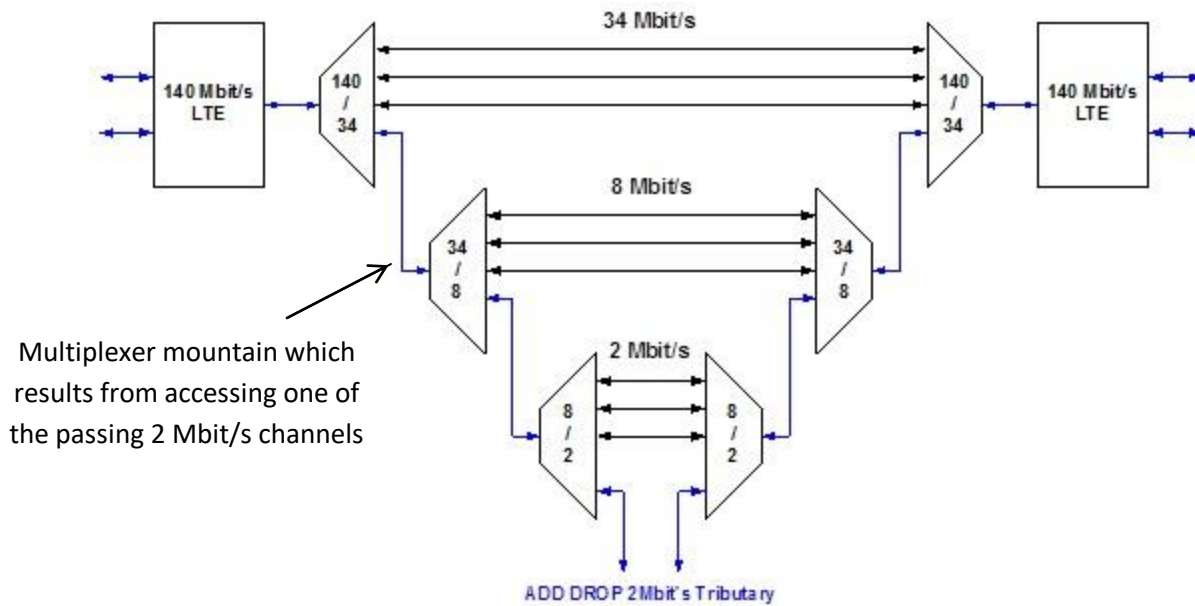 34 Mbit/s
140 Mbit/s
LTE
140
/
34
140
/
34
140 Mbit/s
LTE
8 Mbit/s
34
/
8
34
/
8
Multiplexer mountain which
results from accessing one of
the passing 2 Mbit/s channels
2 Mbit/s
8
/
2
8
/
2
ADD DROP 2Mbit's Tributary